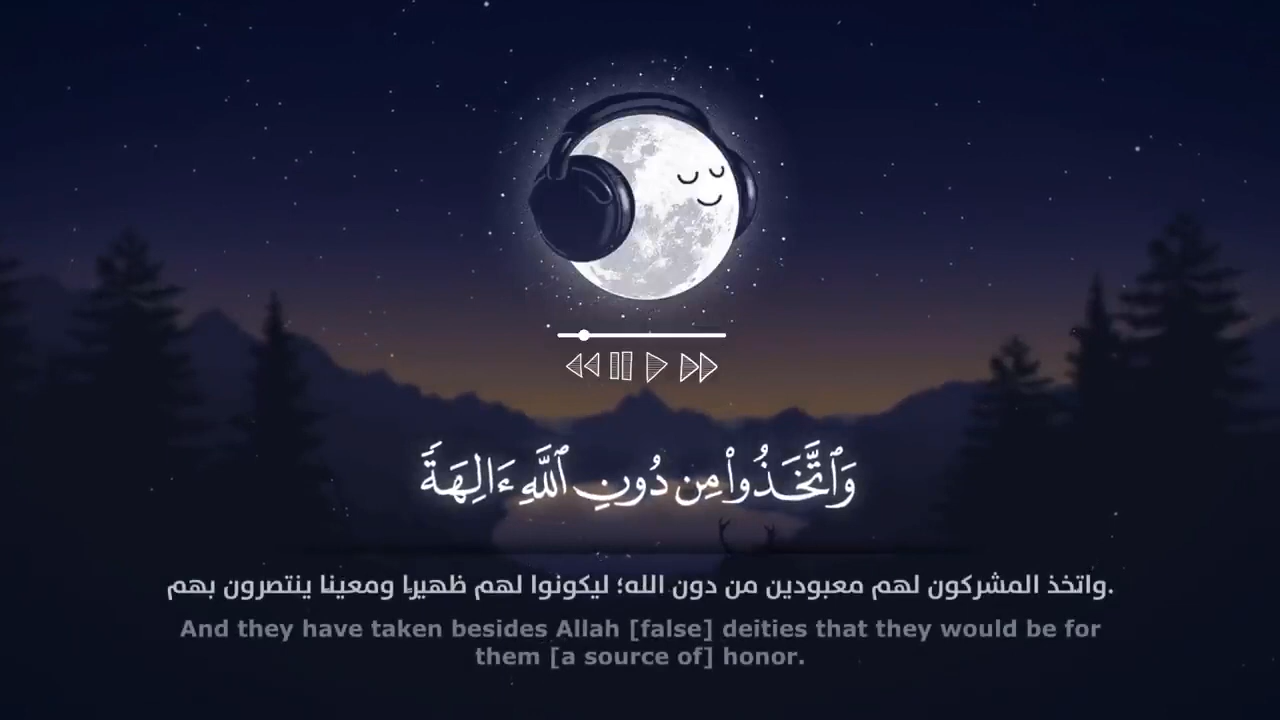 وَٱتَّخَذُوا۟ مِن دُونِ ٱللَّهِ ءَالِهَةً
واتخذ المشركون لهم معبودين من دون الله؛ ليكونوا لهم ظهيرا ومعينا ينتصرون بهم.
And they have taken besides Allah [false] deities that they would be for
them [a source of] honor.